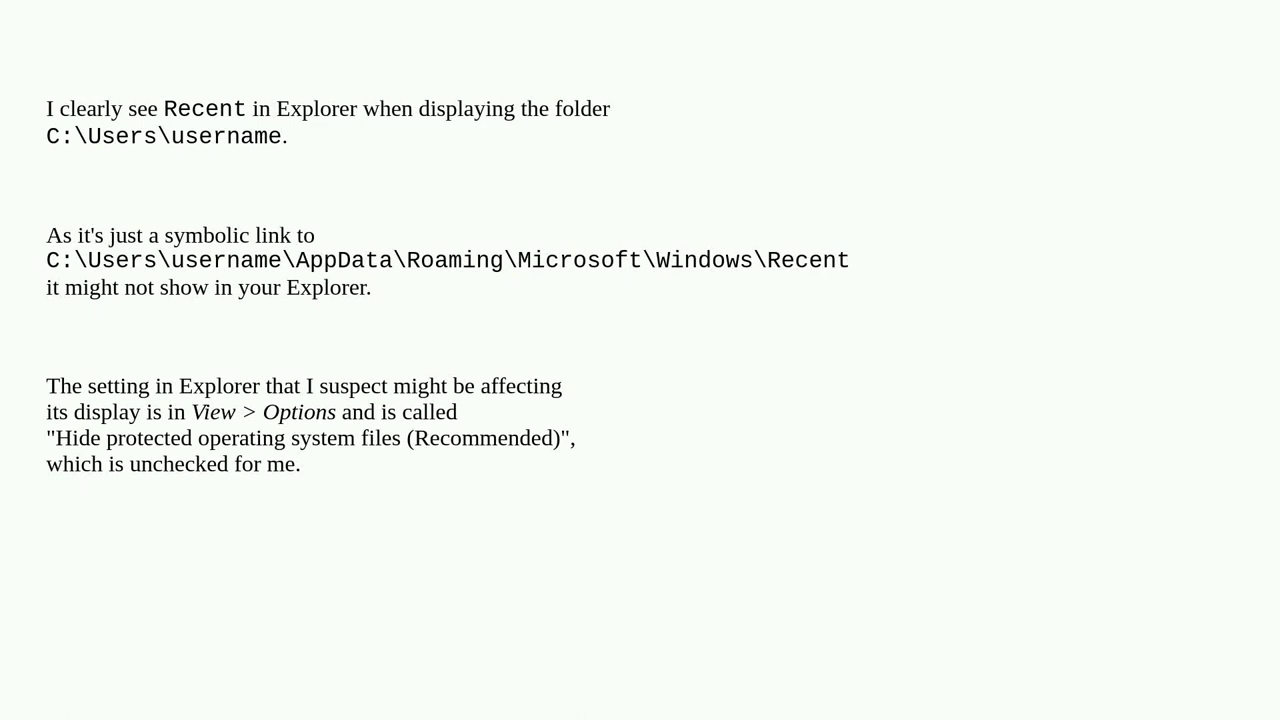 I clearly see Recent in Explorer when displaying the folder
C:\Users\username.
As it's just a symbolic link to
C:\Users\username\AppData\Roaming\Microsoft\Windows\Recent
it might not show in your Explorer.
The setting in Explorer that I suspect might be affecting
its display is in View > Options and is called
"Hide protected operating system files (Recommended)",
which is unchecked for me.